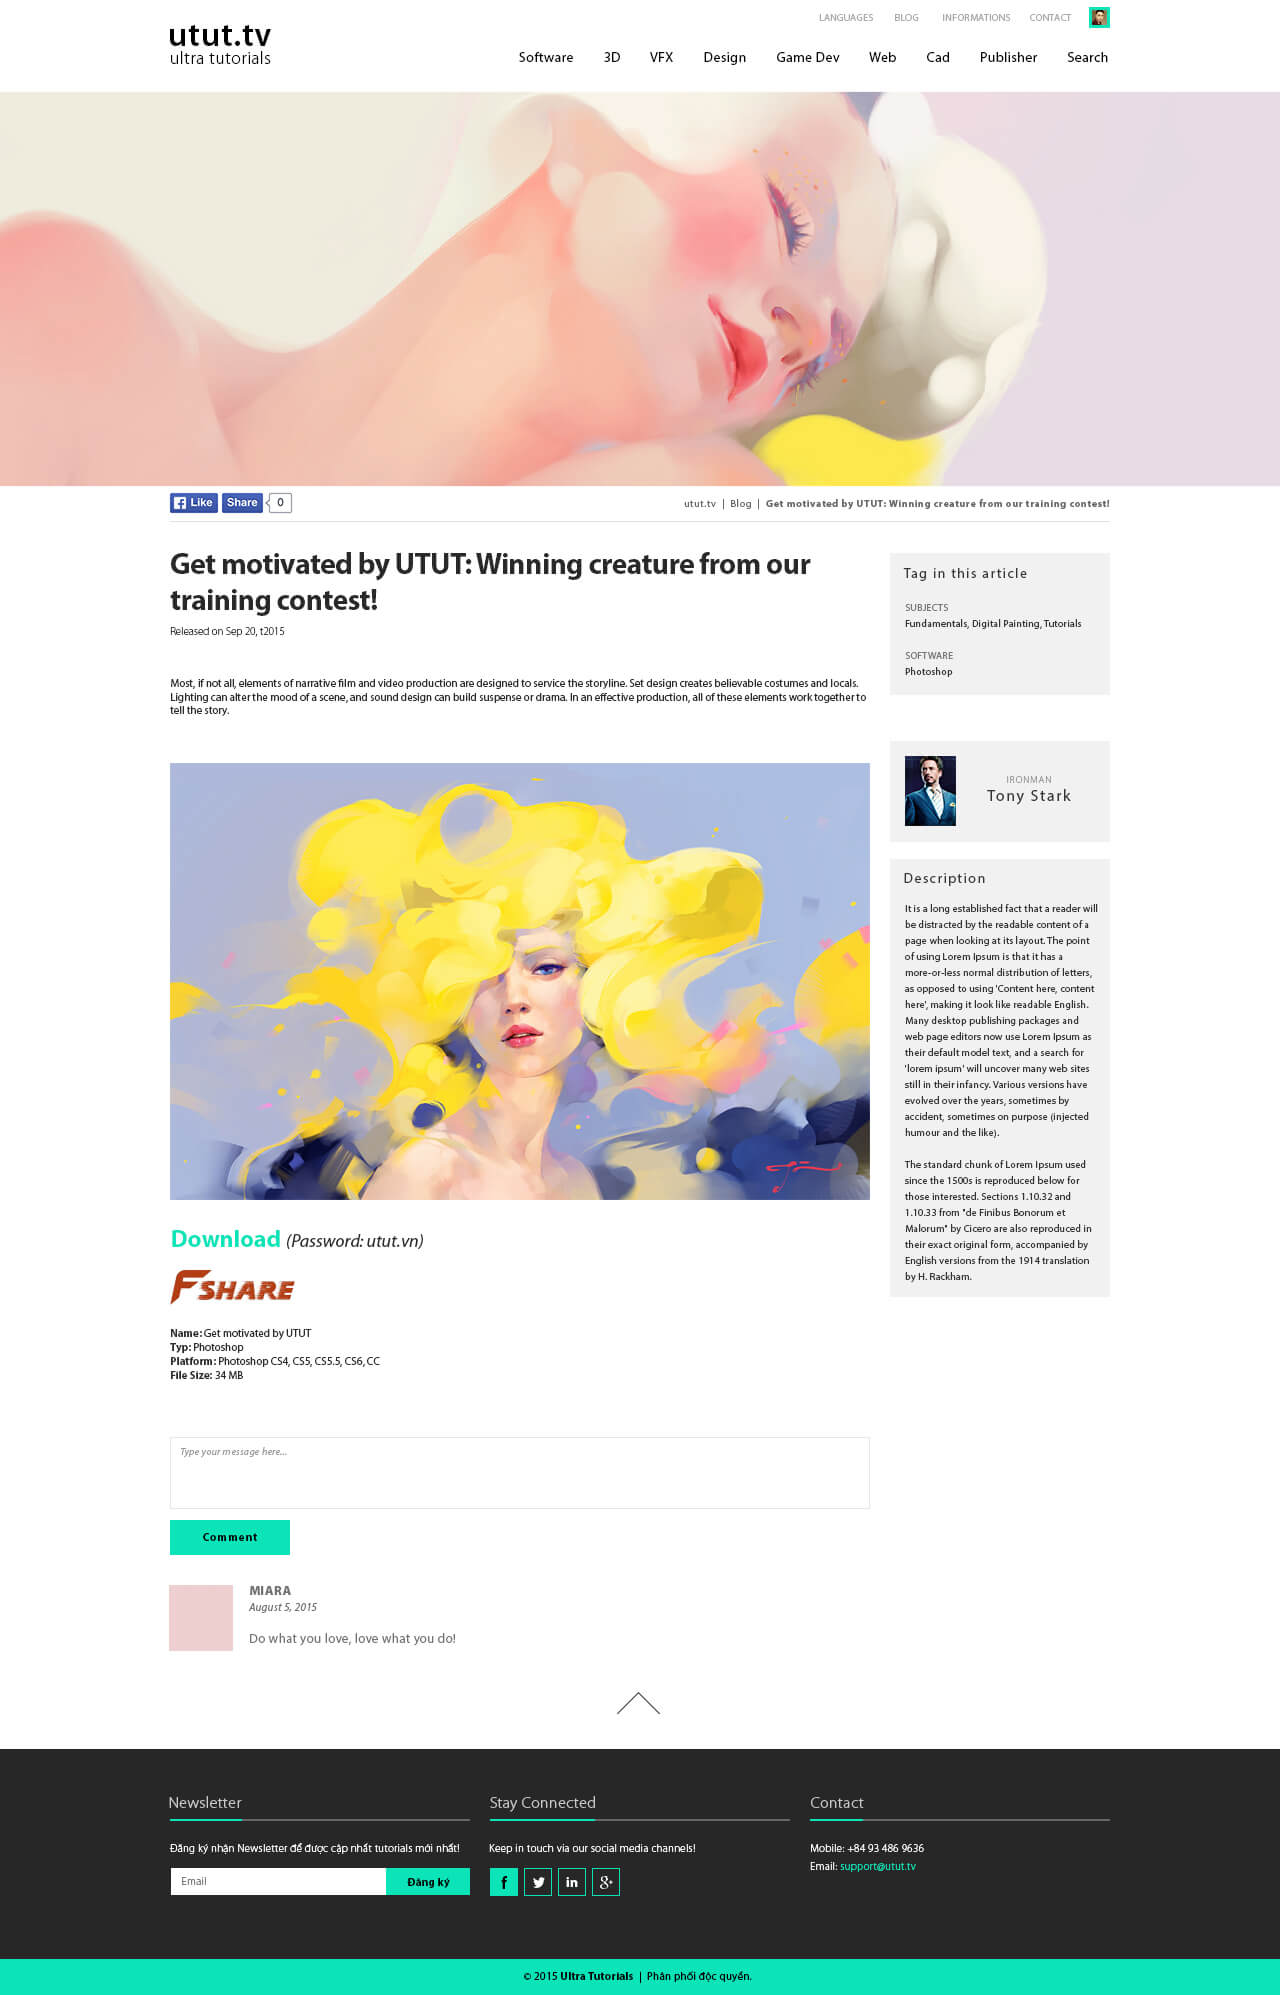 LANGUAGES BLOG INFORMATIONS CONTACT
utut.tv
ultra tutorials
Software 3D VFX Design Game Dev Web Cad Publisher Search
Like Share 0
utut.tv | Blog | Get motivated by UTUT: Winning creature from our training contest!
Get motivated by UTUT: Winning creature from our
training contest!
Released on Sep 20, t2015
Most, if not all, elements of narrative film and video production are designed to service the storyline. Set design creates believable costumes and locals.
Lighting can alter the mood of a scene, and sound design can build suspense or drama. In an effective production, all of these elements work together to
tell the story.
Tag in this article
SUBJECTS
Fundamentals, Digital Painting, Tutorials
SOFTWARE
Photoshop
IRONMAN
Tony Stark
Description
It is a long established fact that a reader will
be distracted by the readable content of a
page when looking at its layout. The point
of using Lorem Ipsum is that it has a
more-or-less normal distribution of letters,
as opposed to using 'Content here, content
here', making it look like readable English.
Many desktop publishing packages and
web page editors now use Lorem Ipsum as
their default model text, and a search for
'lorem ipsum' will uncover many web sites
still in their infancy. Various versions have
evolved over the years, sometimes by
accident, sometimes on purpose (injected
humour and the like).
The standard chunk of Lorem Ipsum used
since the 1500s is reproduced below for
those interested. Sections 1.10.32 and
1.10.33 from "de Finibus Bonorum et
Malorum" by Cicero are also reproduced in
their exact original form, accompanied by
English versions from the 1914 translation
by H. Rackham.
Download (Password: utut.vn)
FSHARE
Name: Get motivated by UTUT
Typ: Photoshop
Platform: Photoshop CS4, CS5, CS5.5, CS6, CC
File Size: 34 MB
Type your message here...
Comment
MIARA
August 5, 2015
Do what you love, love what you do!
Newsletter
Đăng ký nhận Newsletter để được cập nhất tutorials mới nhất!
Email Đăng ký
Stay Connected
Keep in touch via our social media channels!
f in g+
Contact
Mobile: +84 93 486 9636
Email: support@utut.tv
© 2015 Ultra Tutorials | Phân phối độc quyền.